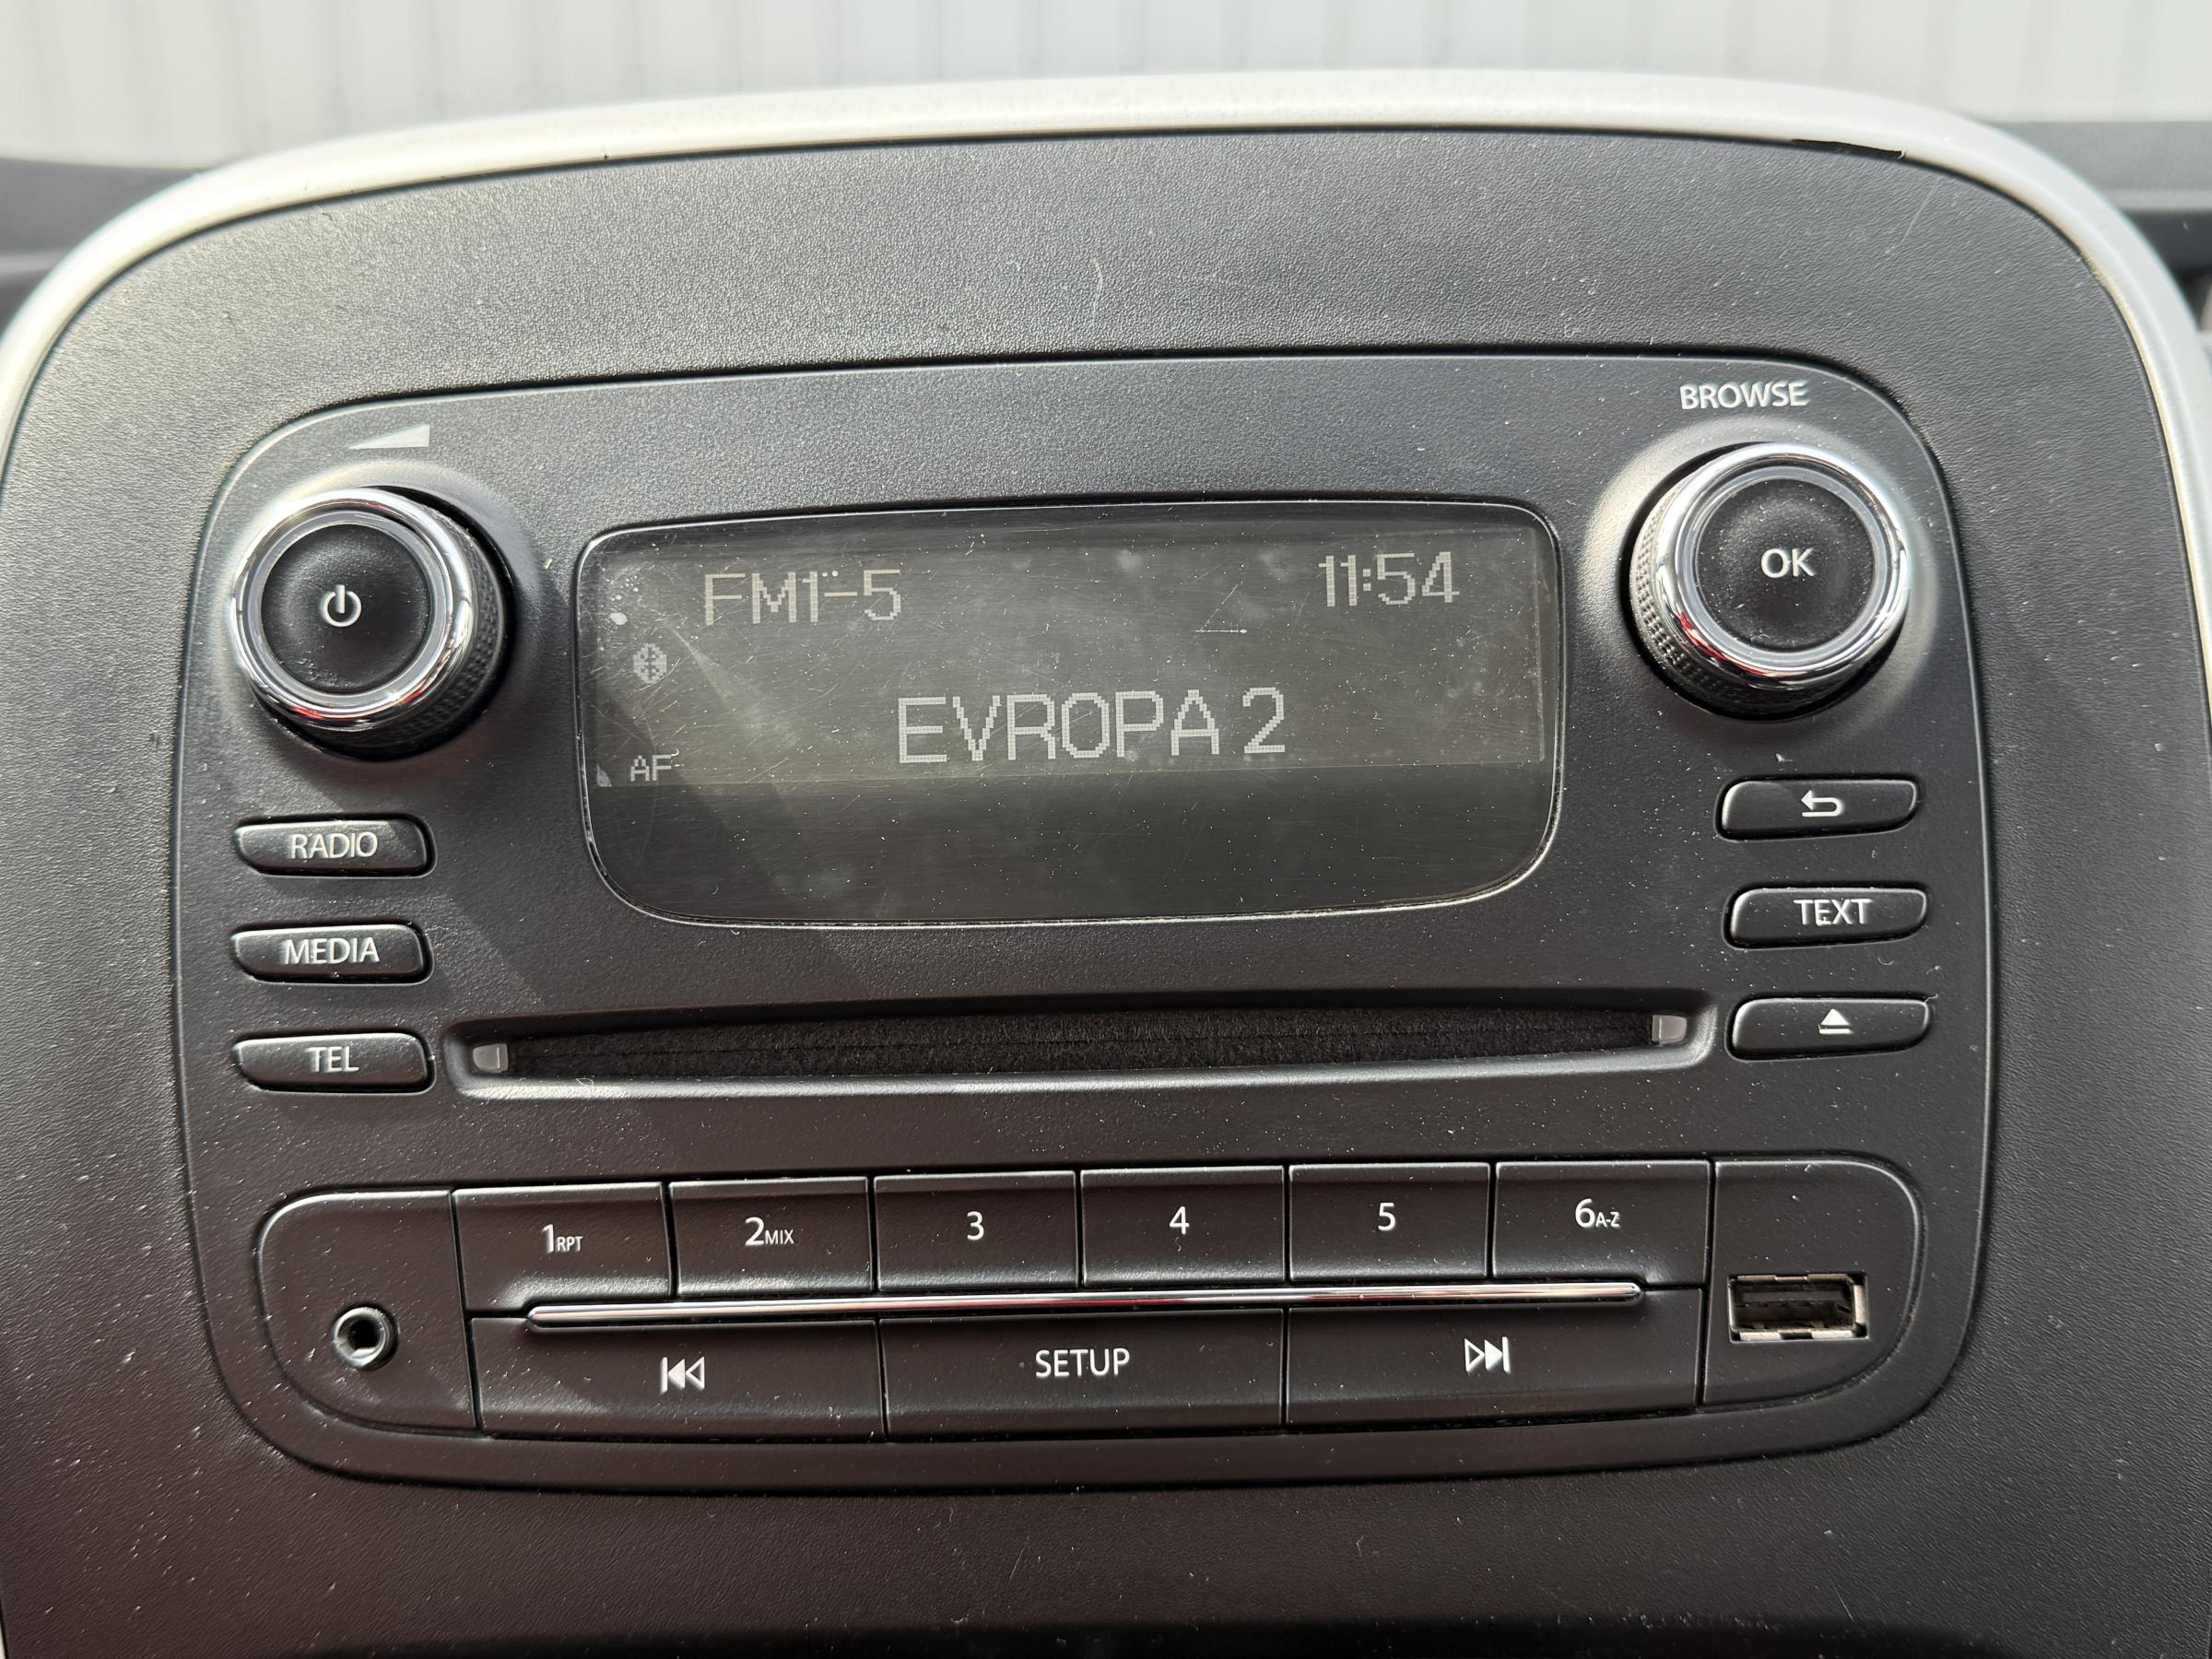 BROWSE
FM1-5 11:54
OK
EVROPA 2
AF
RADIO
MEDIA
TEXT
TEL
1RPT 2MIX 3 4 5 6A-Z
SETUP